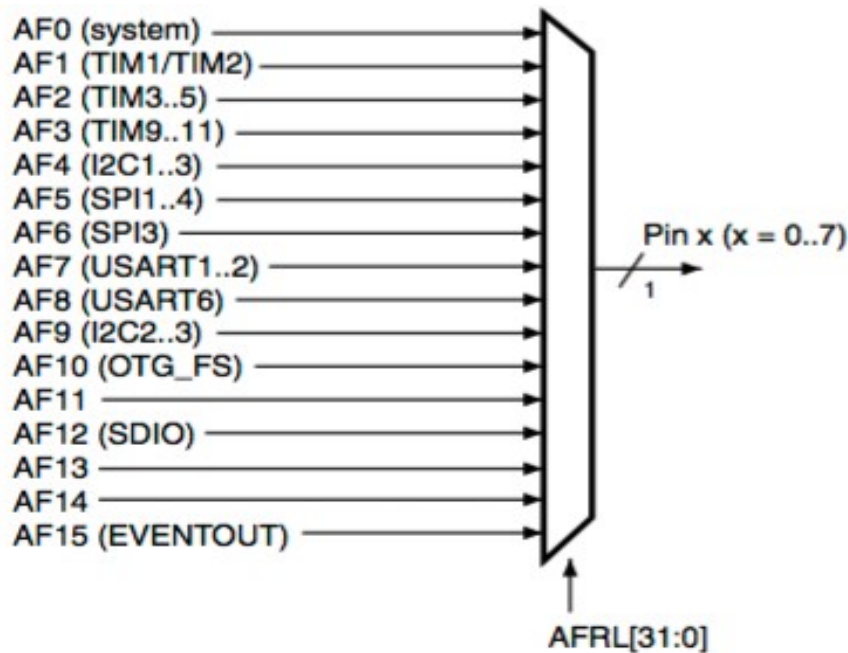 AF0 (system)
AF1 (TIM1/TIM2)
AF2 (TIM3..5)
AF3 (TIM9..11)
AF4 (I2C1..3)
AF5 (SPI1..4)
AF6 (SPI3)
AF7 (USART1..2)
AF8 (USART6)
AF9 (I2C2..3)
AF10 (OTG_FS)
AF11
AF12 (SDIO)
AF13
AF14
AF15 (EVENTOUT)
Pin x (x = 0..7)
1
AFRL[31:0]